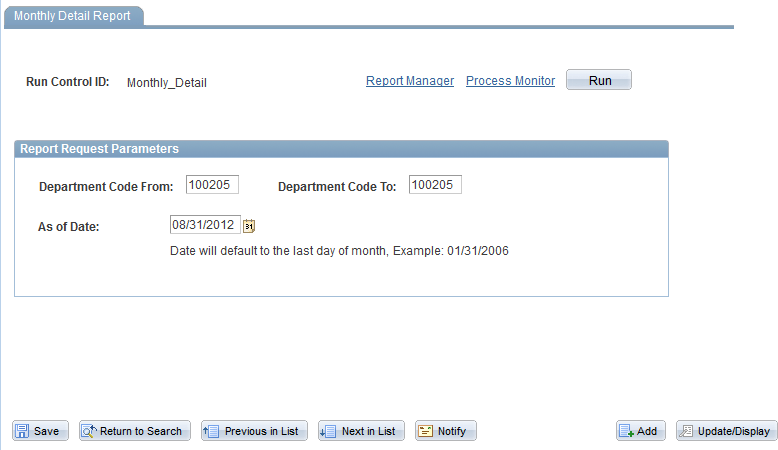 Monthly Detail Report
Run Control ID: Monthly_Detail Report Manager Process Monitor Run
Report Request Parameters
Department Code From: 100205 Department Code To: 100205
As of Date: 08/31/2012 31
Date will default to the last day of month, Example: 01/31/2006
Save Return to Search Previous in List Next in List Notify Add Update/Display